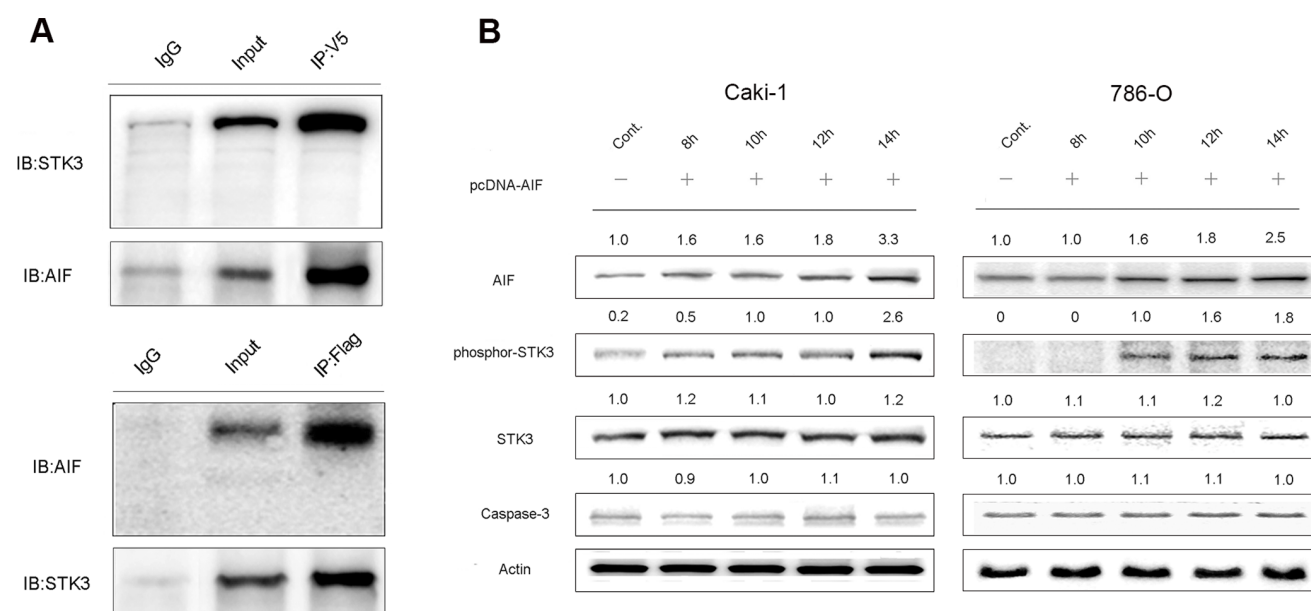 A
IgG Input IP:V5
IB:STK3
IB:AIF
IgG Input IP:Flag
IB:AIF
IB:STK3
B
Caki-1 786-O
Cont. 8h 10h 12h 14h Cont. 8h 10h 12h 14h
pcDNA-AIF − + + + + − + + + +
1.0 1.6 1.6 1.8 3.3 1.0 1.0 1.6 1.8 2.5
AIF
0.2 0.5 1.0 1.0 2.6 0 0 1.0 1.6 1.8
phosphor-STK3
1.0 1.2 1.1 1.0 1.2 1.0 1.1 1.1 1.2 1.0
STK3
1.0 0.9 1.0 1.1 1.0 1.0 1.0 1.1 1.1 1.0
Caspase-3
Actin